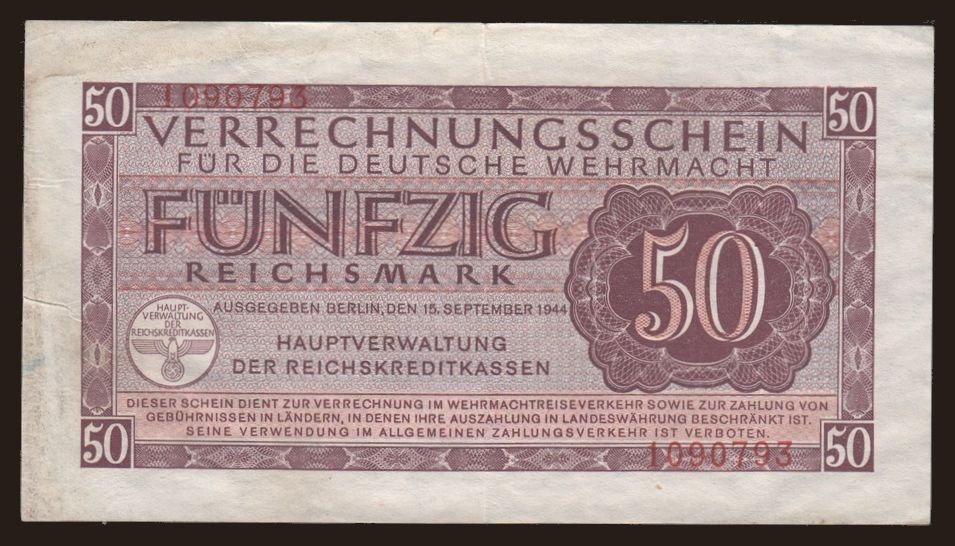 50 1090793 50
VERRECHNUNGSSCHEIN
FÜR DIE DEUTSCHE WEHRMACHT
FÜNFZIG
REICHSMARK
50
AUSGEGEBEN BERLIN, DEN 15. SEPTEMBER 1944
HAUPTVERWALTUNG
DER REICHSKREDITKASSEN
HAUPT-
VERWALTUNG
DER
REICHSKREDITKASSEN
DIESER SCHEIN DIENT ZUR VERRECHNUNG IM WEHRMACHTREISEVERKEHR SOWIE ZUR ZAHLUNG VON
GEBÜHRNISSEN IN LÄNDERN, IN DENEN IHRE AUSZAHLUNG IN LANDESWÄHRUNG BESCHRÄNKT IST.
SEINE VERWENDUNG IM ALLGEMEINEN ZAHLUNGSVERKEHR IST VERBOTEN.
50 1090793 50